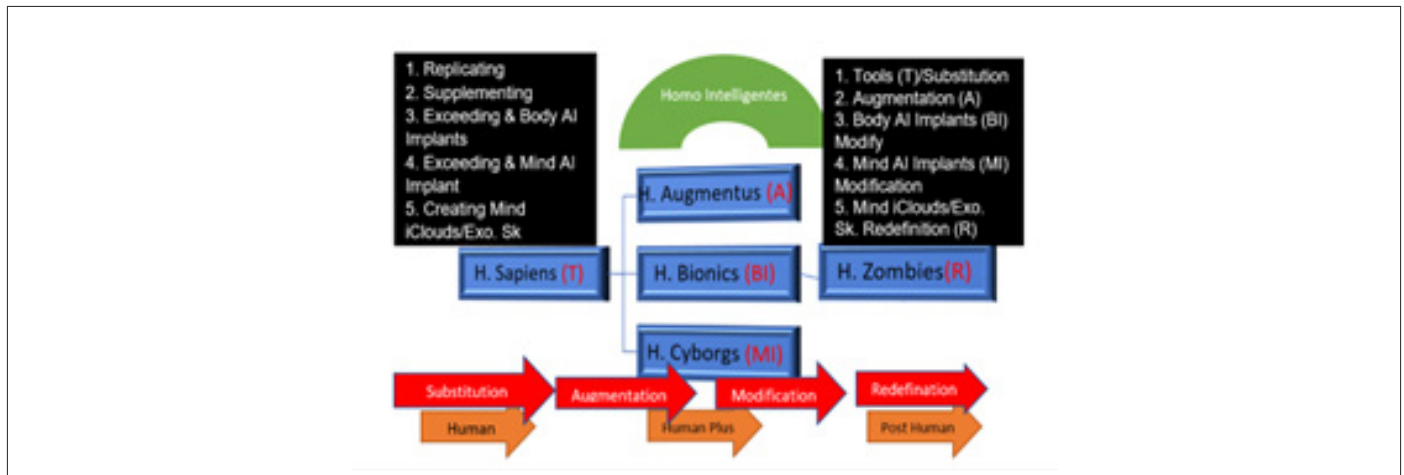 1. Replicating
2. Supplementing
3. Exceeding & Body AI
Implants
4. Exceeding & Mind AI
Implant
5. Creating Mind
iClouds/Exo. Sk
Homo Intelligentes
1. Tools (T)/Substitution
2. Augmentation (A)
3. Body AI Implants (BI)
Modify
4. Mind AI Implants (MI)
Modification
5. Mind iClouds/Exo.
Sk. Redefinition (R)
H. Augmentus (A)
H. Sapiens (T)
H. Bionics (BI)
H. Zombies(R)
H. Cyborgs (MI)
Substitution
Augmentation
Modification
Redefination
Human
Human Plus
Post Human